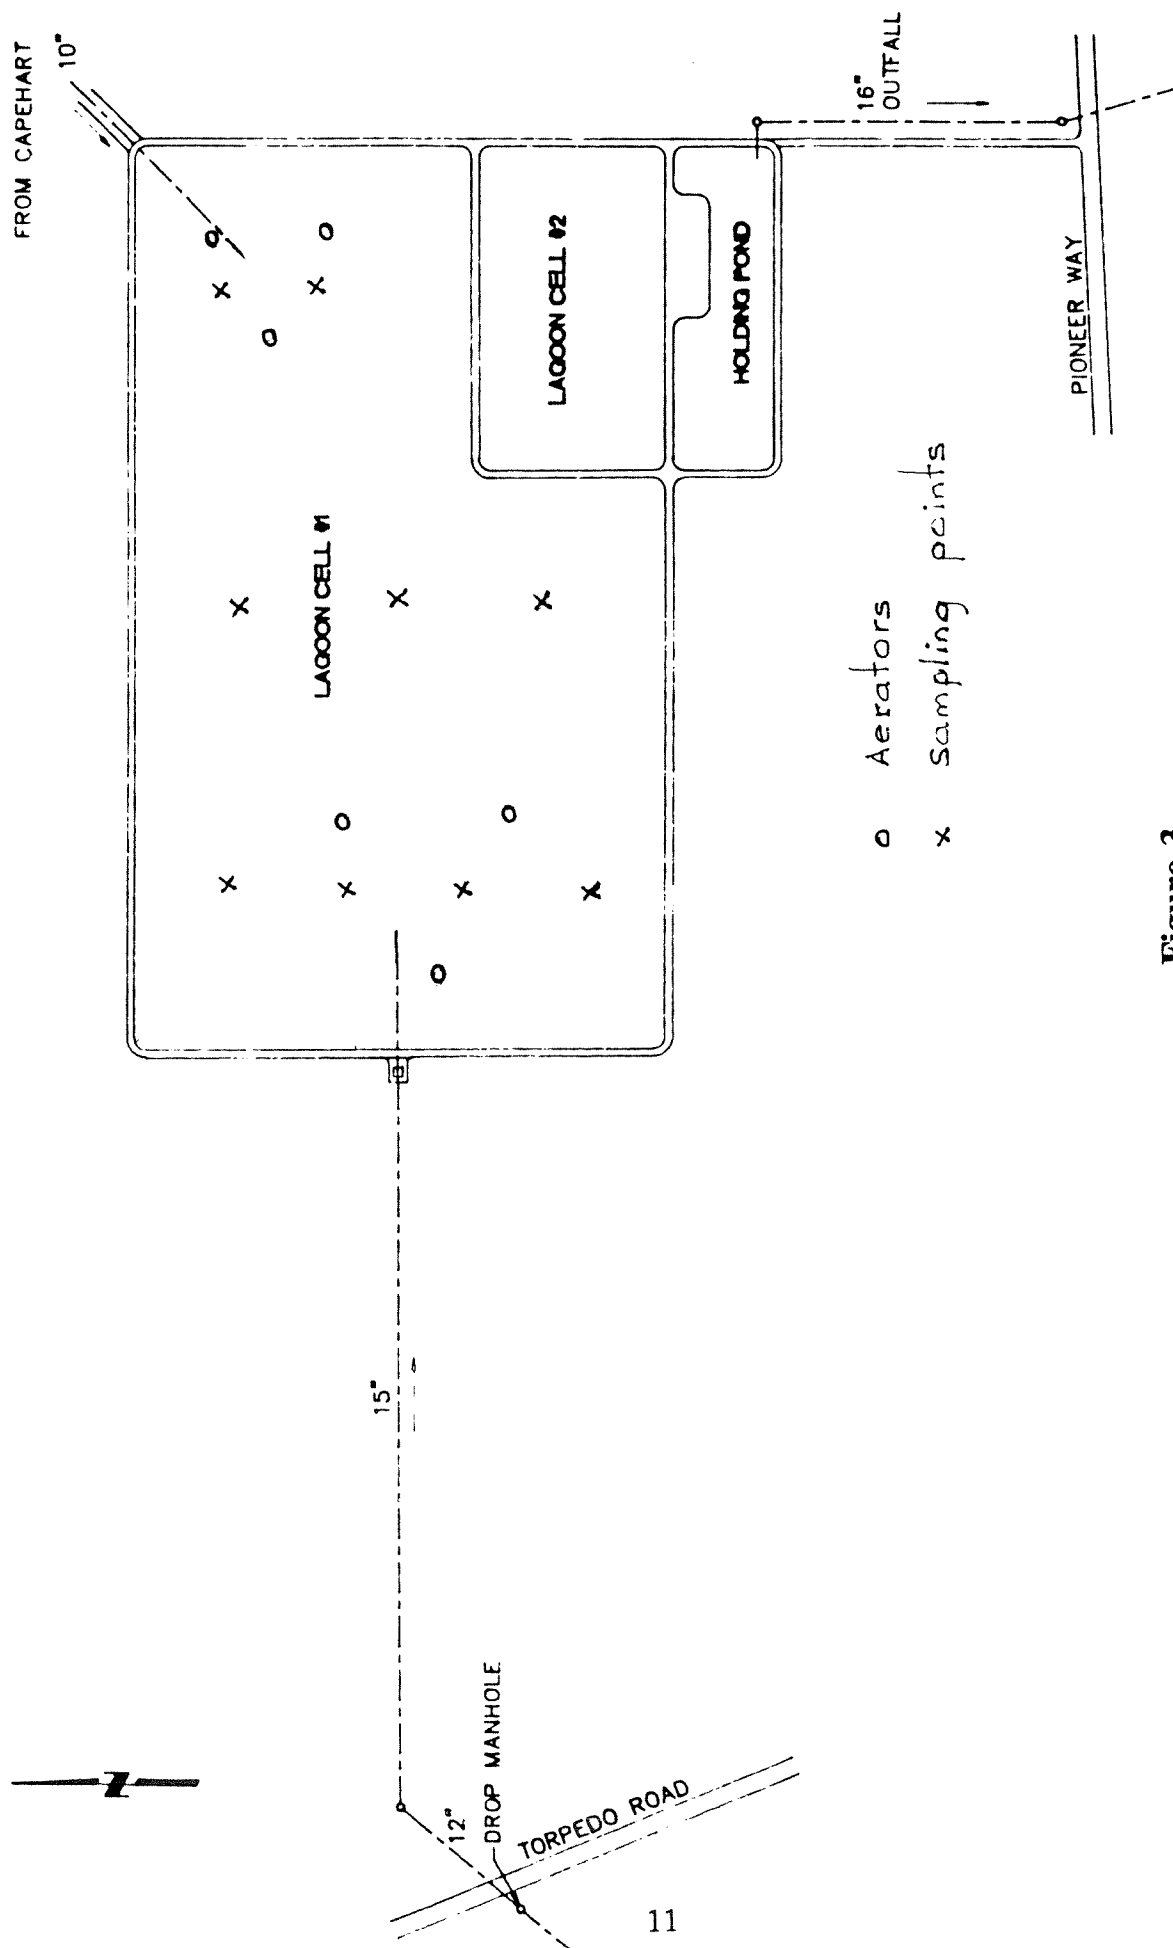 FROM CAPEHART
10"
16"
OUTFALL
LAGOON CELL #1
LAGOON CELL #2
HOLDING POND
PIONEER WAY
15"
12"
DROP MANHOLE
TORPEDO ROAD
N
o Aerators
x sampling points
11